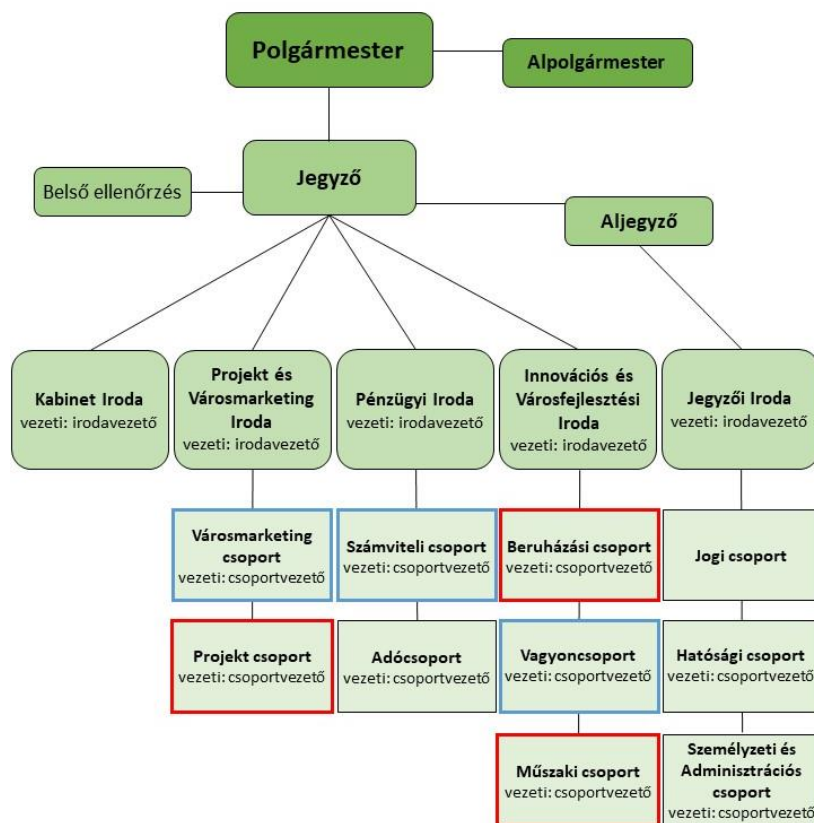 Polgármester
Alpolgármester
Jegyző
Belső ellenőrzés
Aljegyző
Kabinet Iroda
vezeti: irodavezető
Projekt és
Városmarketing
Iroda
vezeti: irodavezető
Pénzügyi Iroda
vezeti: irodavezető
Innovációs és
Városfejlesztési
Iroda
vezeti: irodavezető
Jegyzői Iroda
vezeti: irodavezető
Városmarketing
csoport
vezeti: csoportvezető
Számviteli csoport
vezeti: csoportvezető
Beruházási csoport
vezeti: csoportvezető
Jogi csoport
Projekt csoport
vezeti: csoportvezető
Adócsoport
vezeti: csoportvezető
Vagyoncsoport
vezeti: csoportvezető
Hatósági csoport
vezeti: csoportvezető
Műszaki csoport
vezeti: csoportvezető
Személyzeti és
Adminisztrációs
csoport
vezeti: csoportvezető